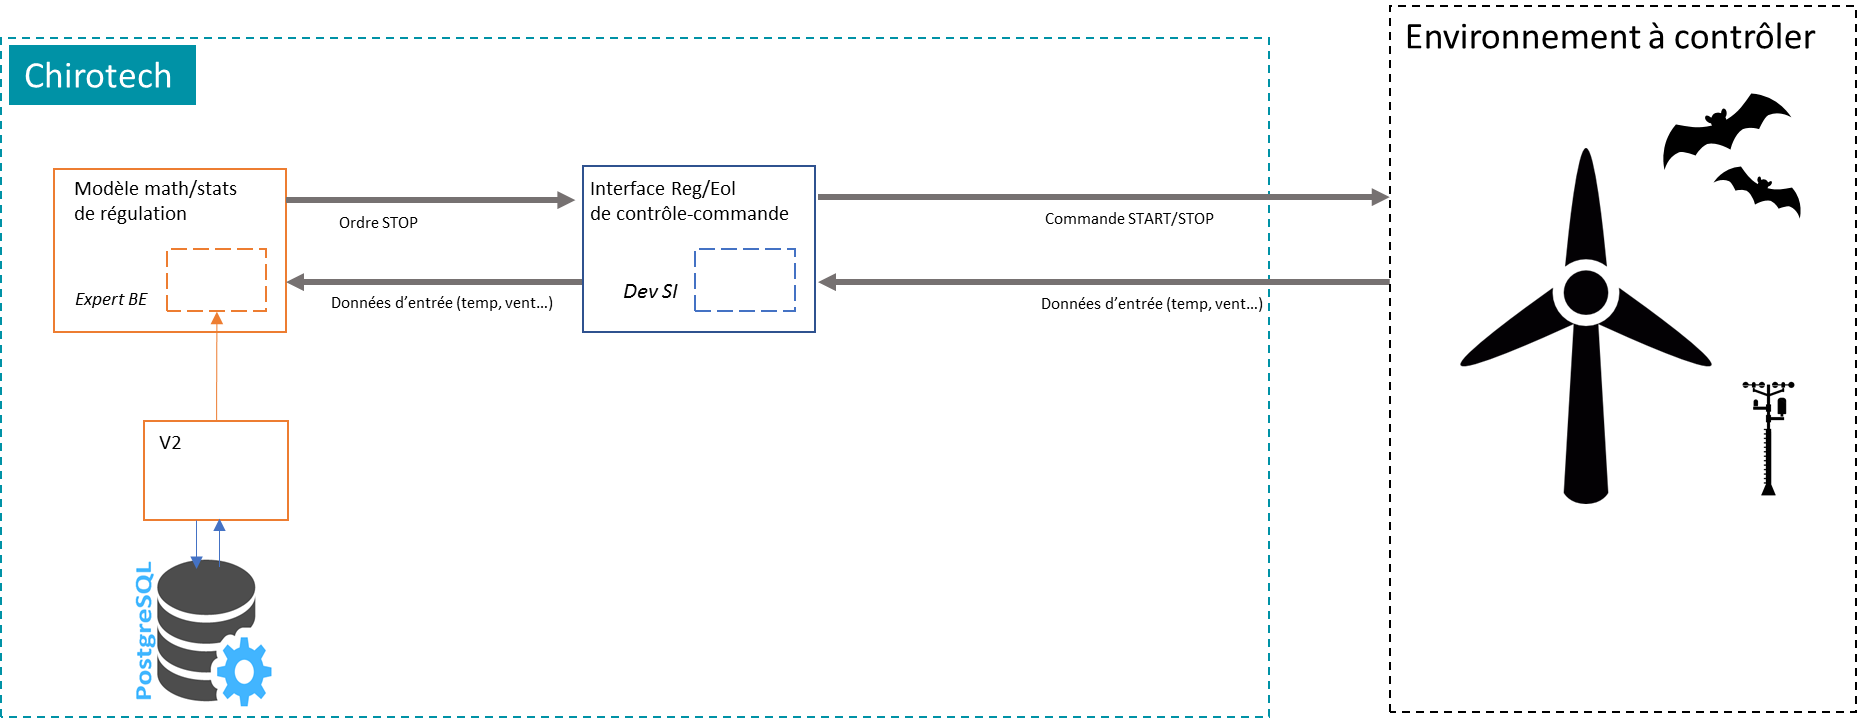 Environnement à contrôler
Chirotech
Modèle math/stats
de régulation
Expert BE
Ordre STOP
Données d’entrée (temp, vent…)
Interface Reg/Eol
de contrôle-commande
Dev SI
Commande START/STOP
Données d’entrée (temp, vent…)
V2
PostgreSQL